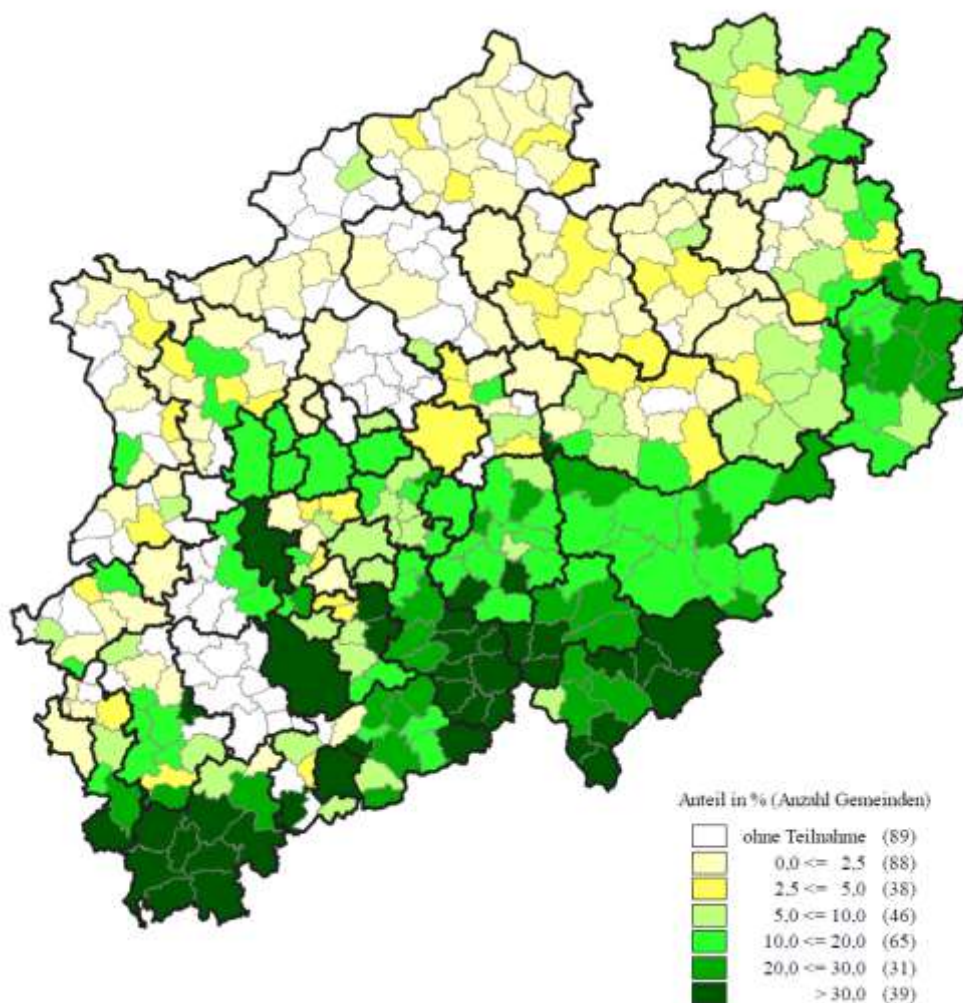 Anteil in % (Anzahl Gemeinden)
ohne Teilnahme (89)
0,0 <= 2,5 (88)
2,5 <= 5,0 (38)
5,0 <= 10,0 (46)
10,0 <= 20,0 (65)
20,0 <= 30,0 (31)
> 30,0 (39)